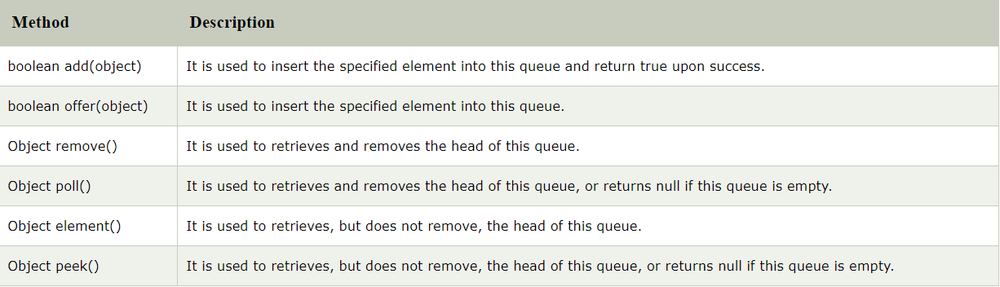 Method Description
boolean add(object) It is used to insert the specified element into this queue and return true upon success.
boolean offer(object) It is used to insert the specified element into this queue.
Object remove() It is used to retrieves and removes the head of this queue.
Object poll() It is used to retrieves and removes the head of this queue, or returns null if this queue is empty.
Object element() It is used to retrieves, but does not remove, the head of this queue.
Object peek() It is used to retrieves, but does not remove, the head of this queue, or returns null if this queue is empty.